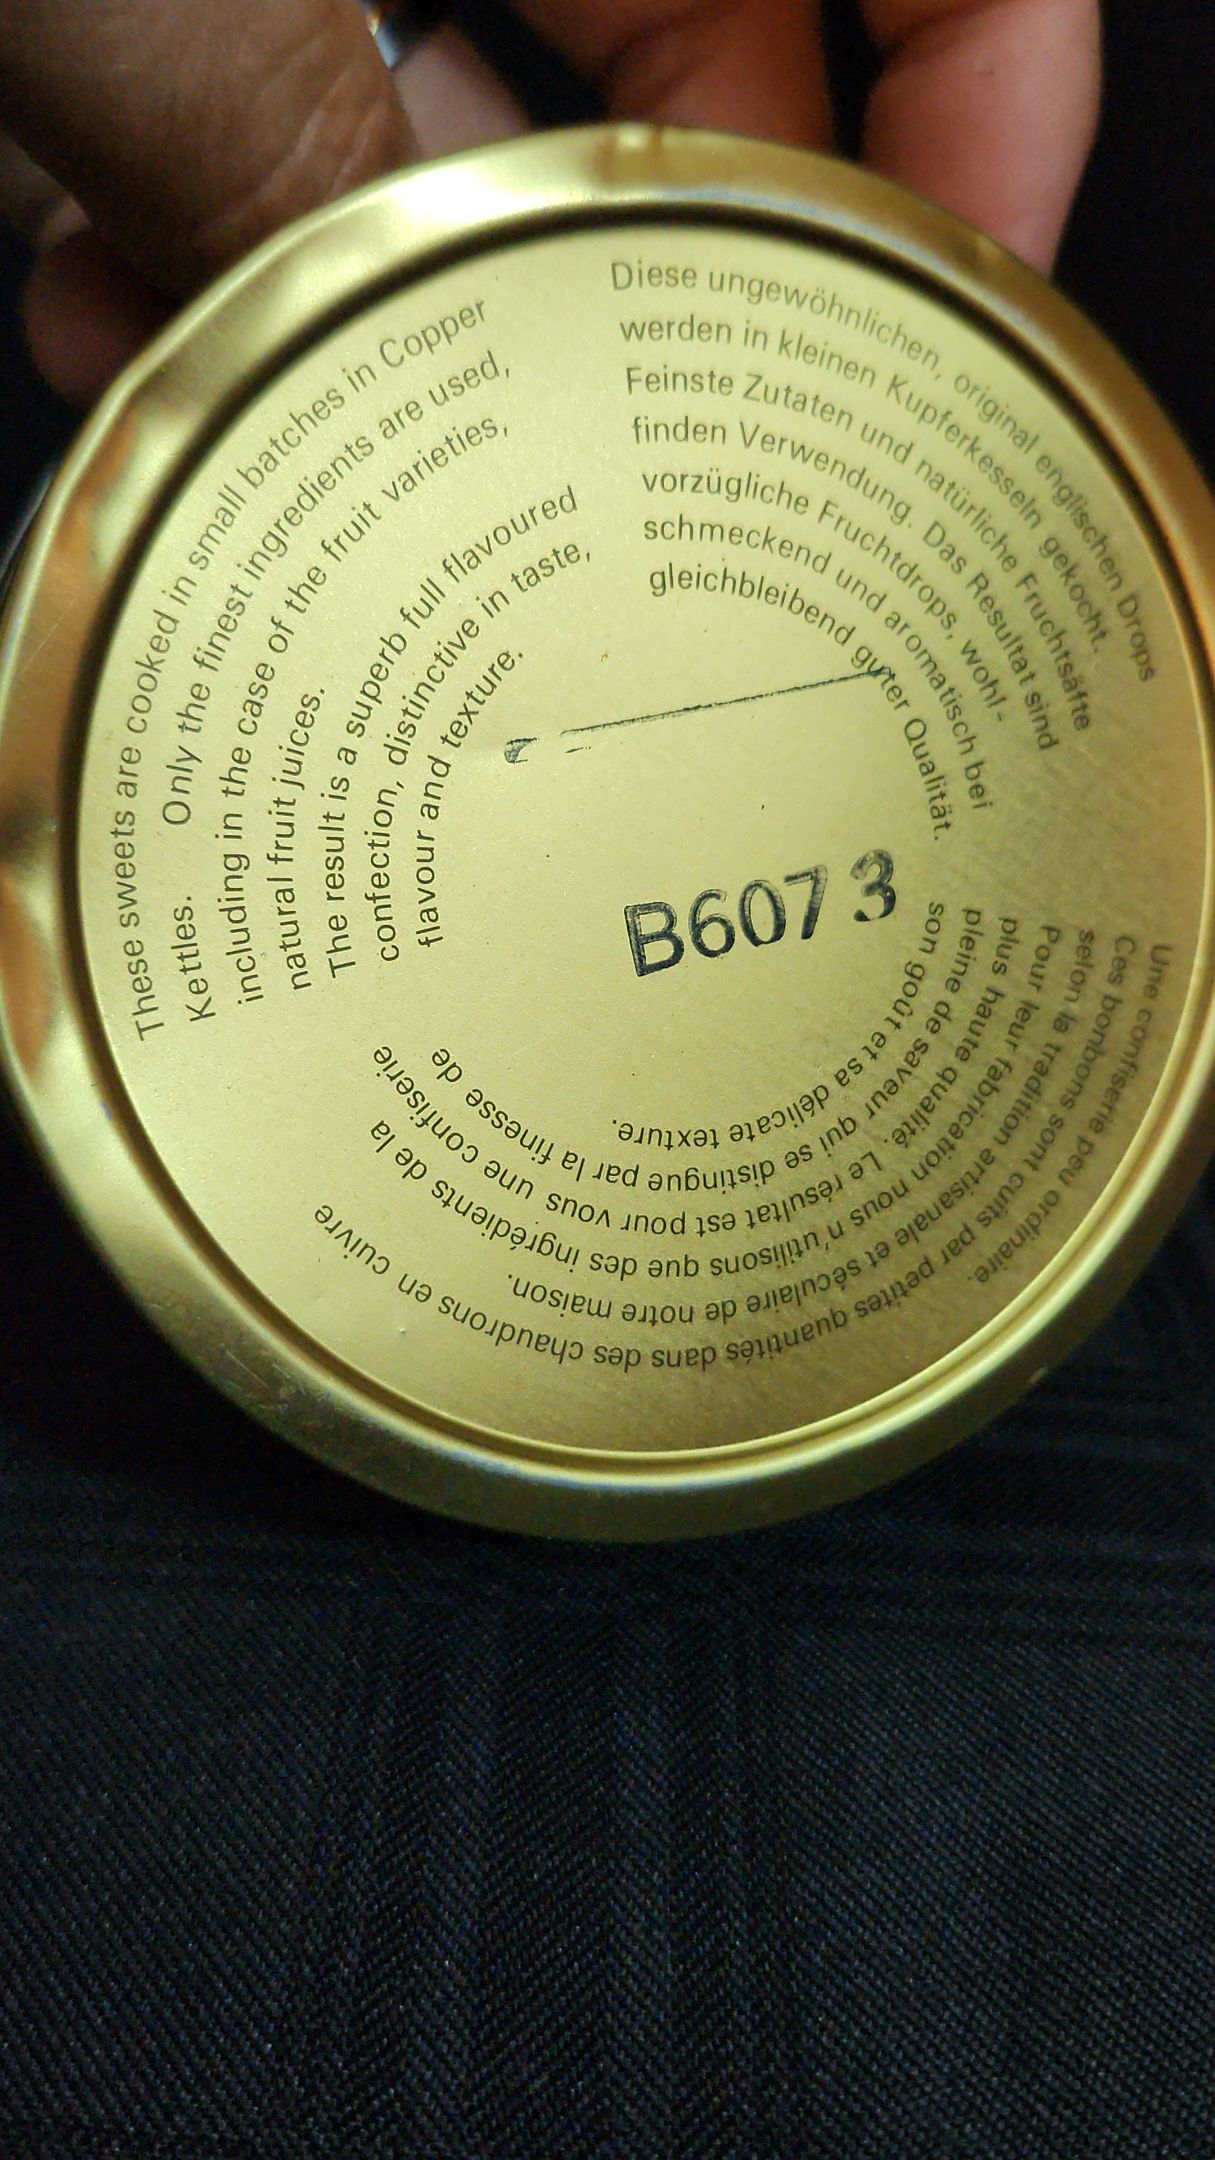 These sweets are cooked in small batches in Copper
Kettles. Only the finest ingredients are used,
including in the case of the fruit varieties,
natural fruit juices.
The result is a superb full flavoured
confection, distinctive in taste,
flavour and texture.
Diese ungewöhnlichen, original englischen Drops
werden in kleinen Kupferkesseln gekocht.
Feinste Zutaten und natürliche Fruchtsäfte
finden Verwendung. Das Resultat sind
vorzügliche Fruchtdrops, wohl-
schmeckend und aromatisch bei
gleichbleibend guter Qualität.
Une confiserie peu ordinaire.
Ces bonbons sont cuits par petites quantités dans des chaudrons en cuivre
selon la tradition artisanale et séculaire de notre maison.
Pour leur fabrication nous n'utilisons que des ingrédients de la
plus haute qualité. Le résultat est pour vous une confiserie
pleine de saveur qui se distingue par la finesse de
son goût et sa délicate texture.
B6073